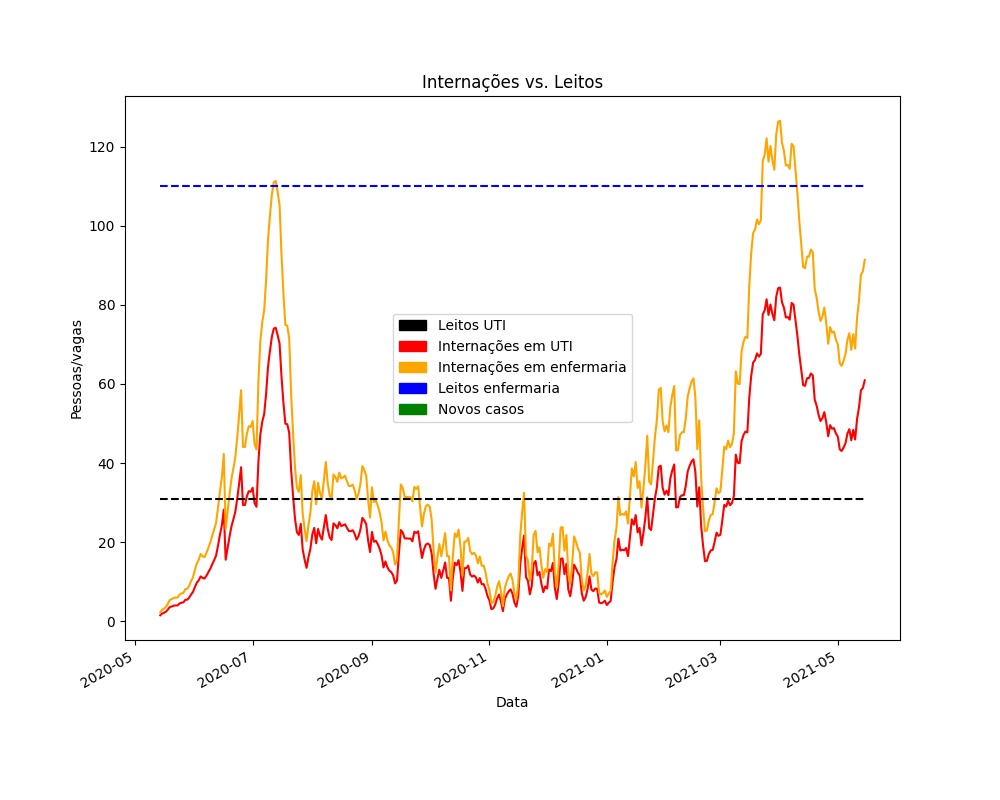 Internações vs. Leitos
120
100
80
60
40
20
0
Pessoas/vagas
Leitos UTI
Internações em UTI
Internações em enfermaria
Leitos enfermaria
Novos casos
2020-05
2020-07
2020-09
2020-11
2021-01
2021-03
2021-05
Data